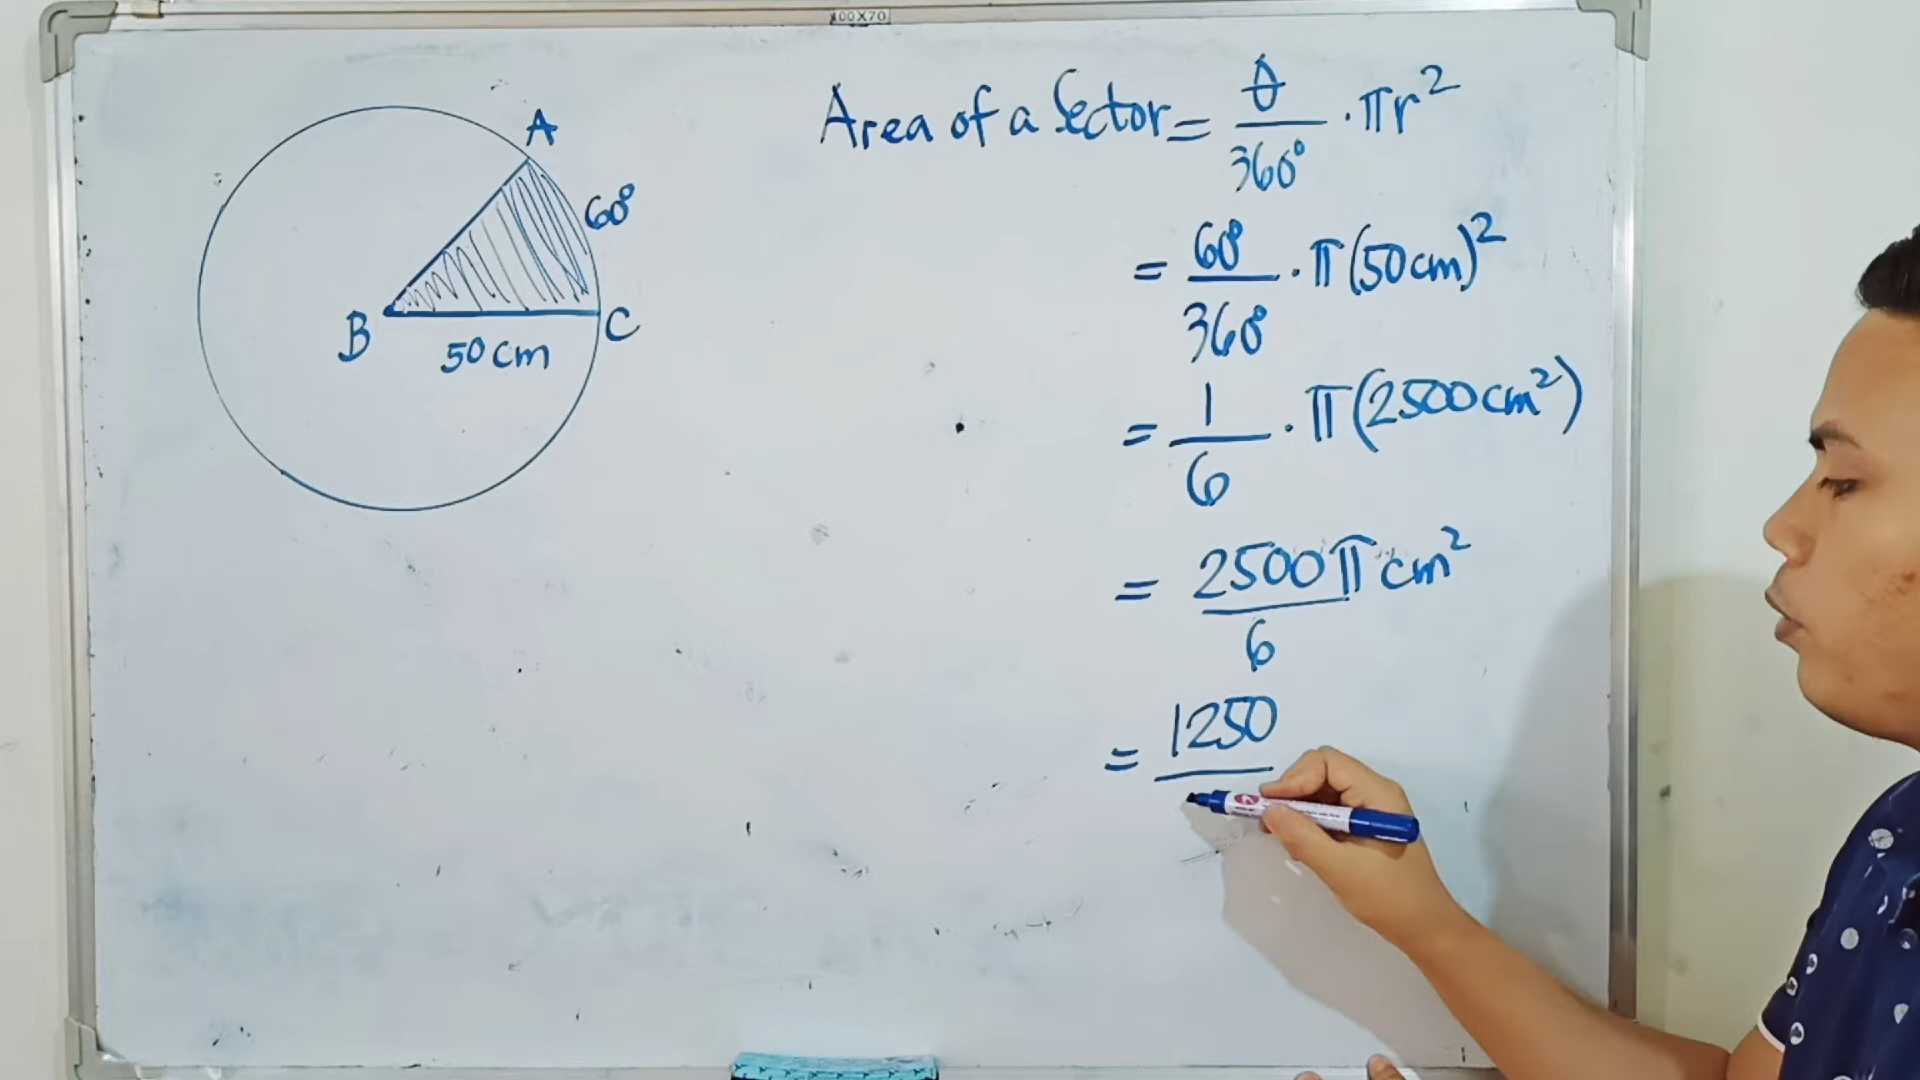 100X70
A
60°
B
C
50 cm
Area of a Sector = θ/360° · πr²
= 60°/360° · π(50cm)²
= 1/6 · π(2500cm²)
= 2500π/6 cm²
= 1250